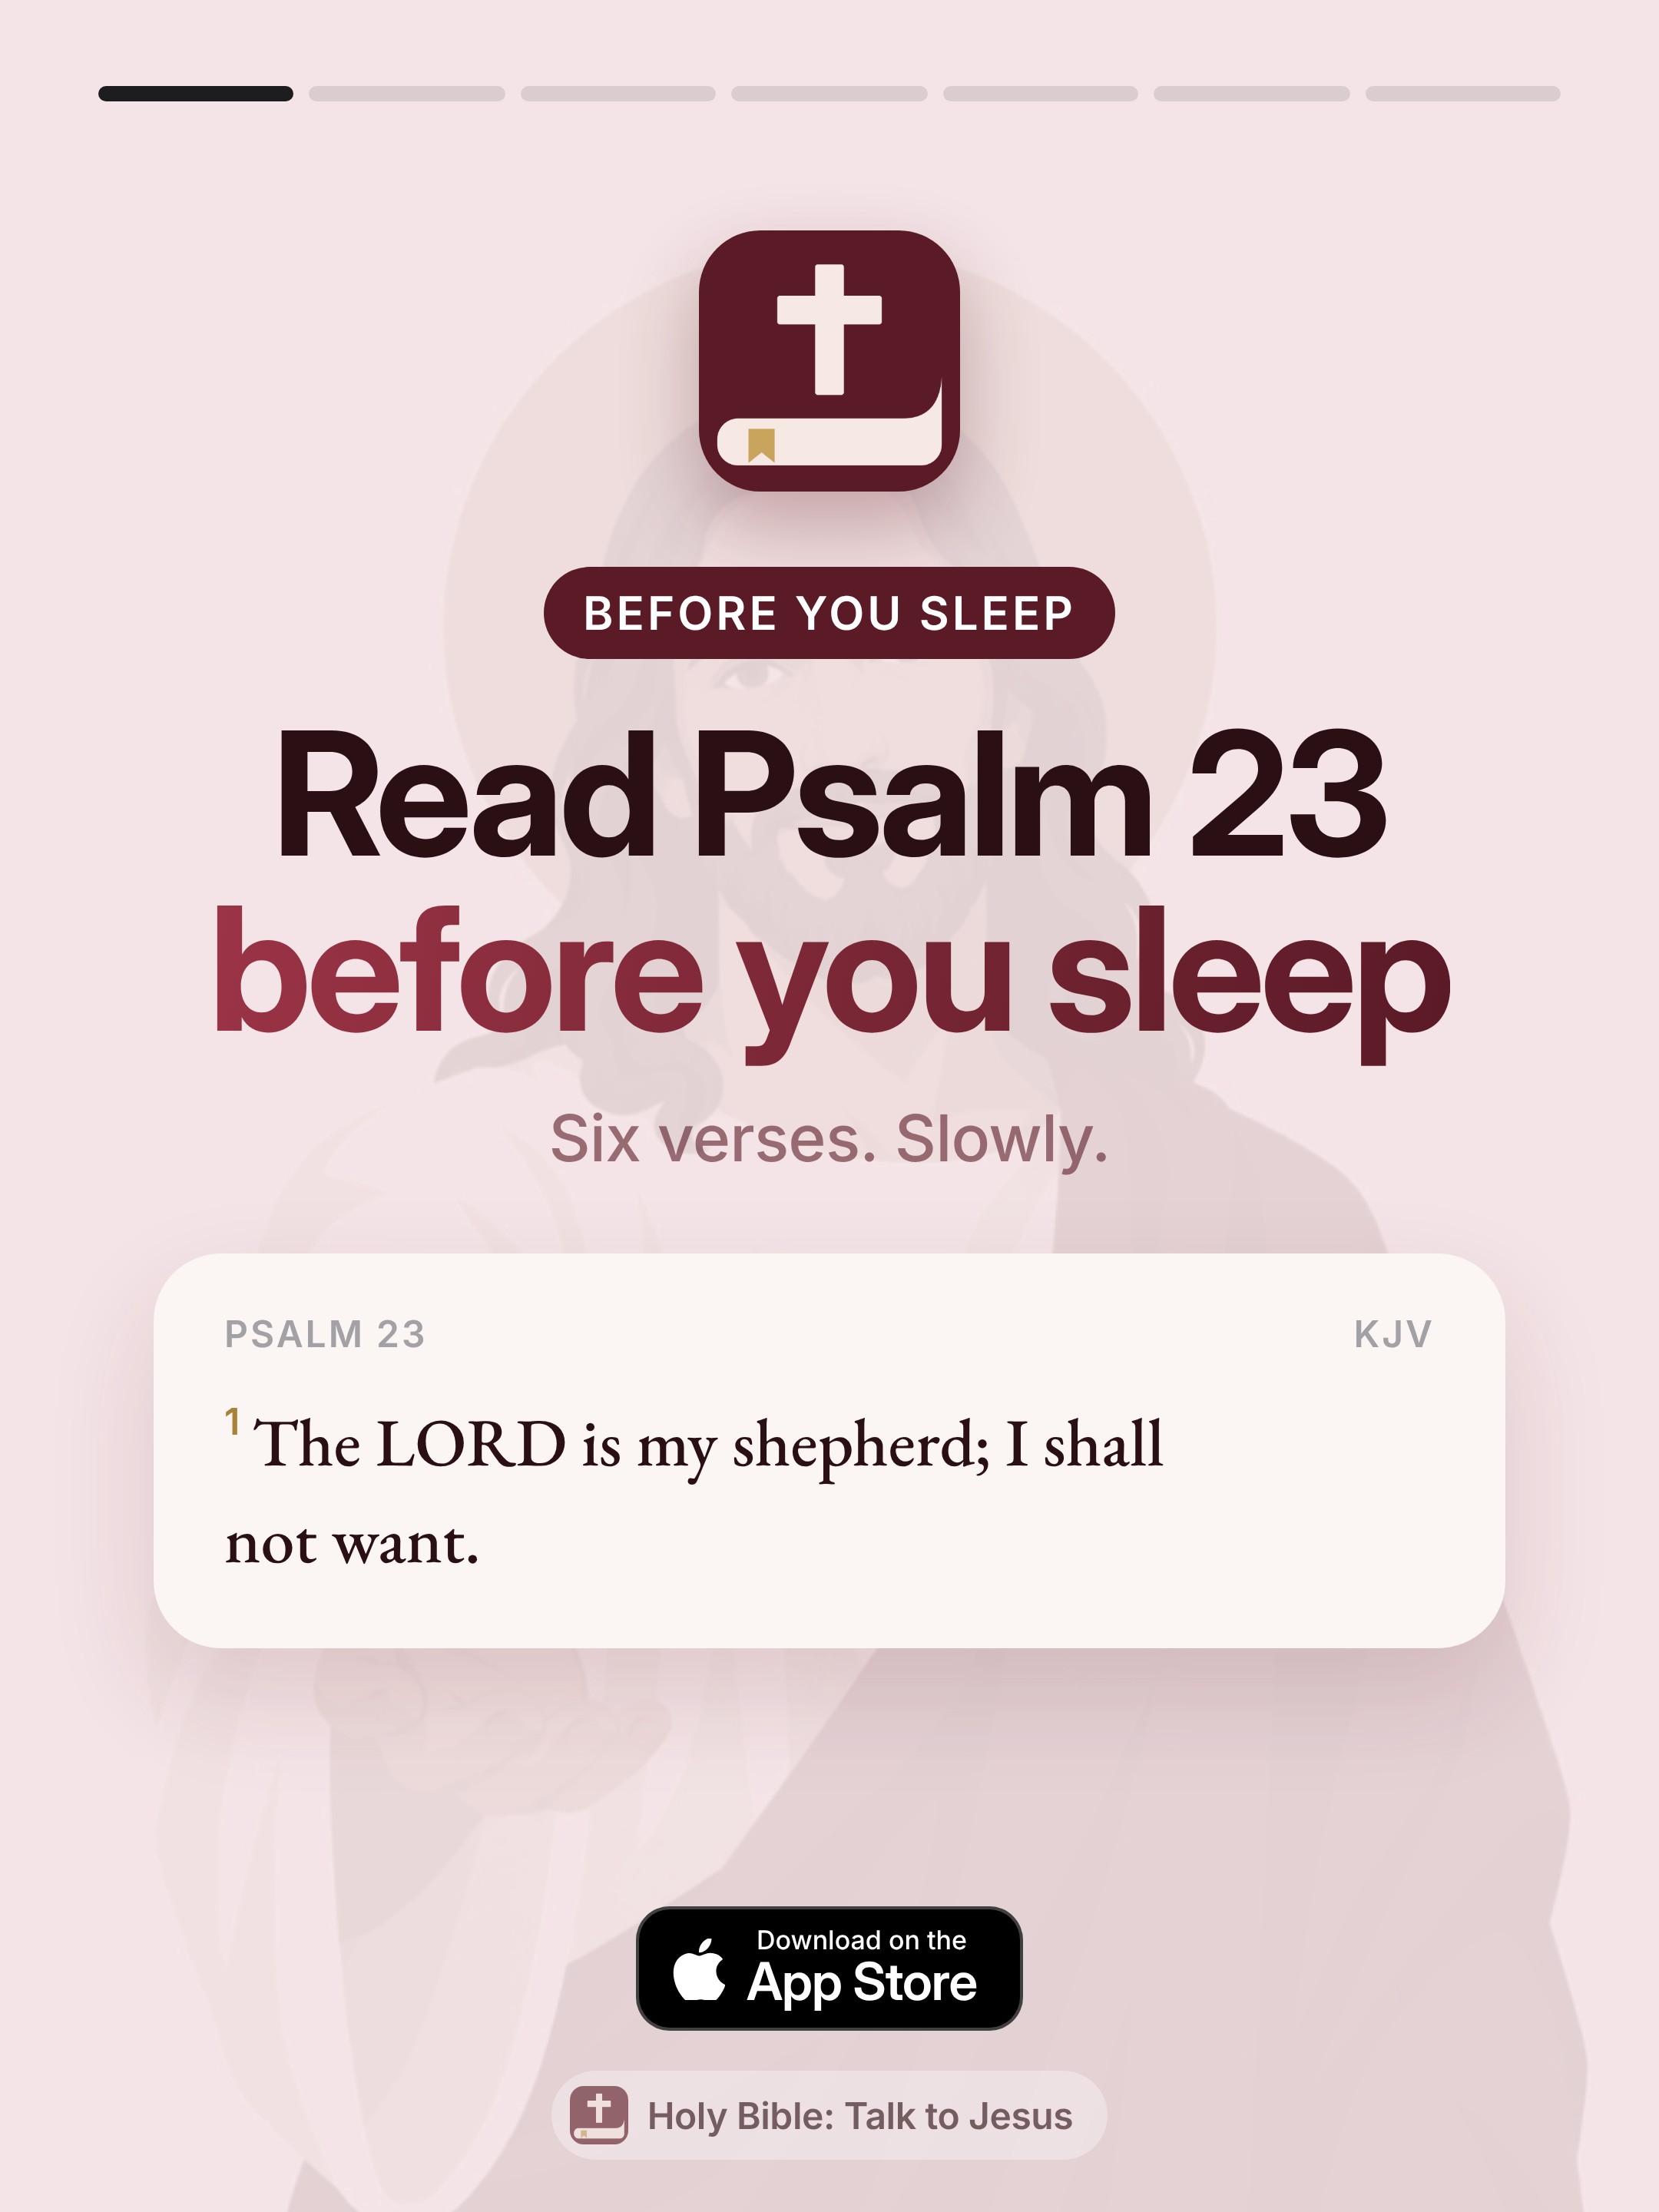 BEFORE YOU SLEEP
Read Psalm 23
before you sleep
Six verses. Slowly.
PSALM 23 KJV
1 The LORD is my shepherd; I shall
not want.
Download on the
App Store
Holy Bible: Talk to Jesus